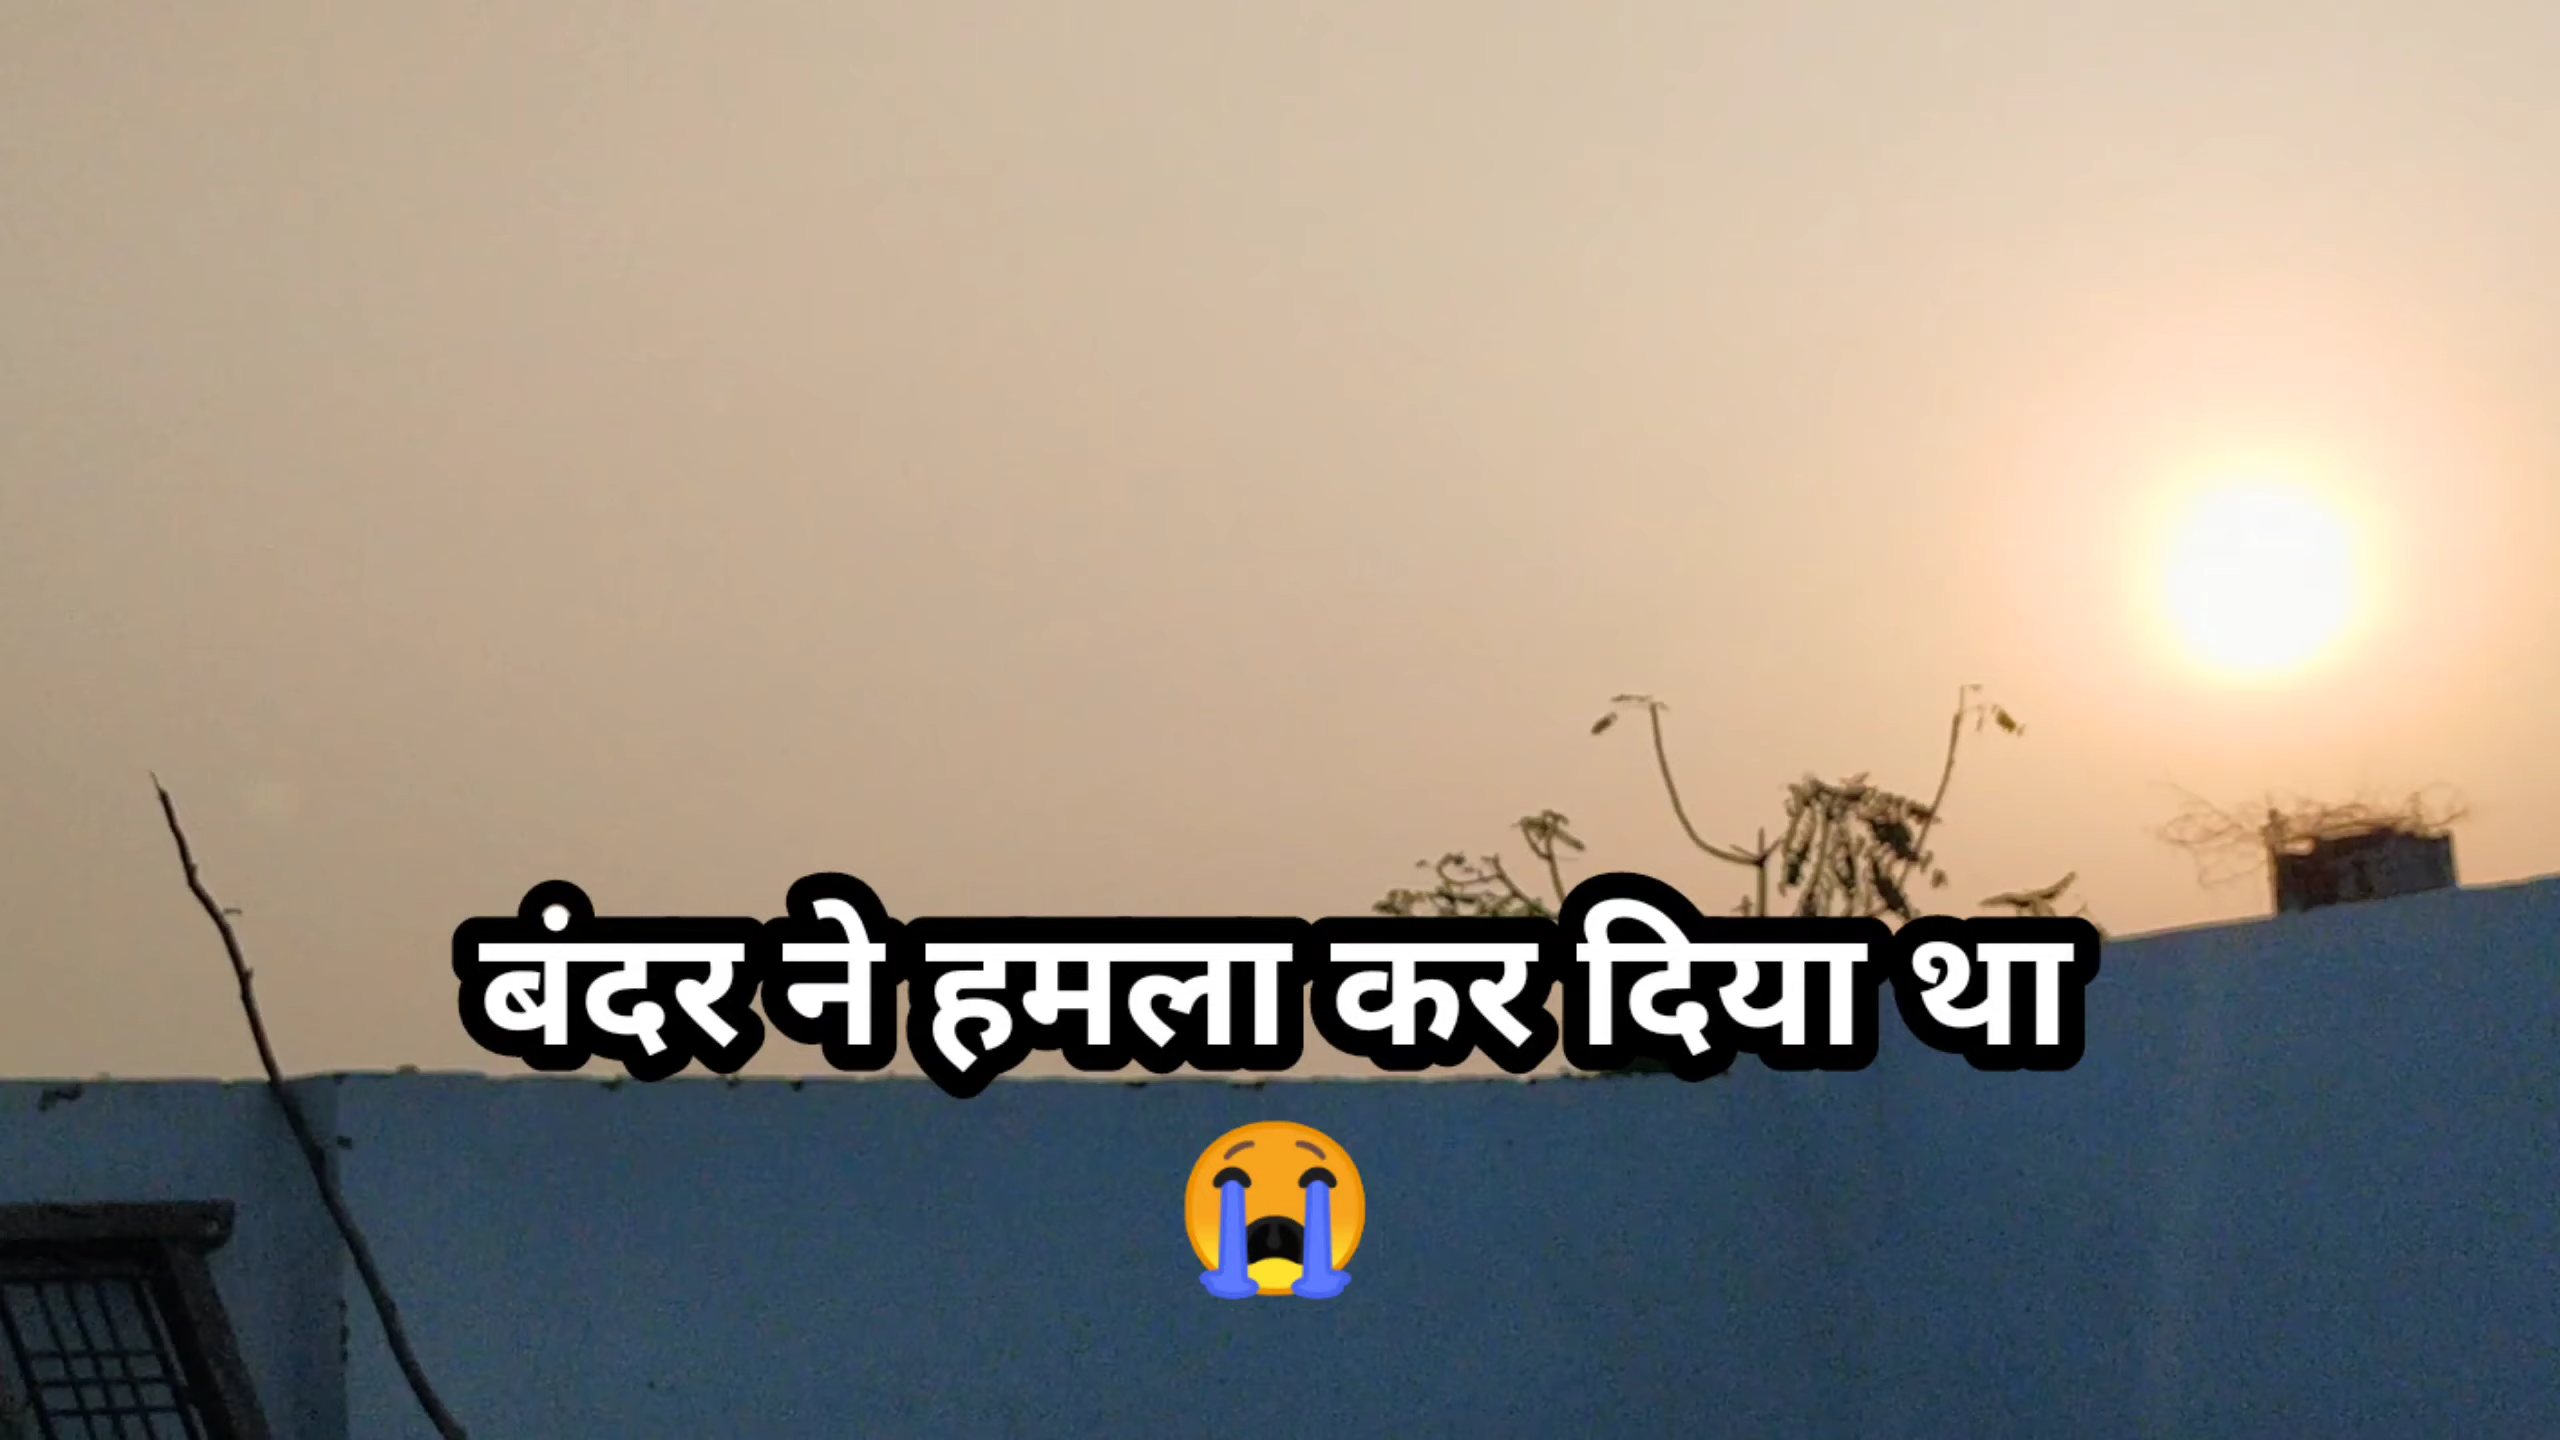 बंदर ने हमला कर दिया था
😭